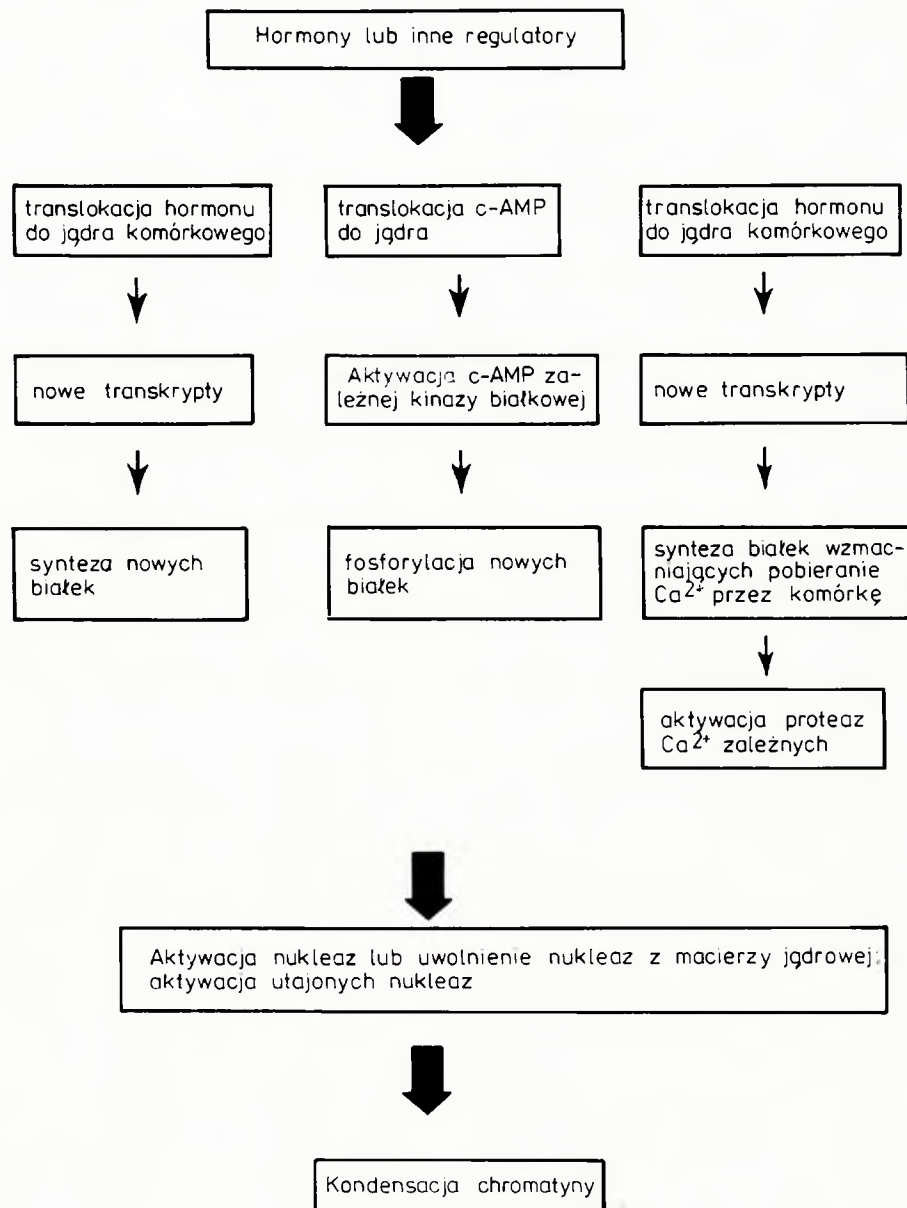 Hormony lub inne regulatory
translokacja hormonu
do jądra komórkowego
translokacja c-AMP
do jądra
translokacja hormonu
do jądra komórkowego
nowe transkrypty
Aktywacja c-AMP za-
leżnej kinazy białkowej
nowe transkrypty
synteza nowych
białek
fosforylacja nowych
białek
synteza białek wzmac-
niających pobieranie
Ca²⁺ przez komórkę
aktywacja proteaz
Ca²⁺ zależnych
Aktywacja nukleaz lub uwolnienie nukleaz z macierzy jądrowej;
aktywacja utajonych nukleaz
Kondensacja chromatyny